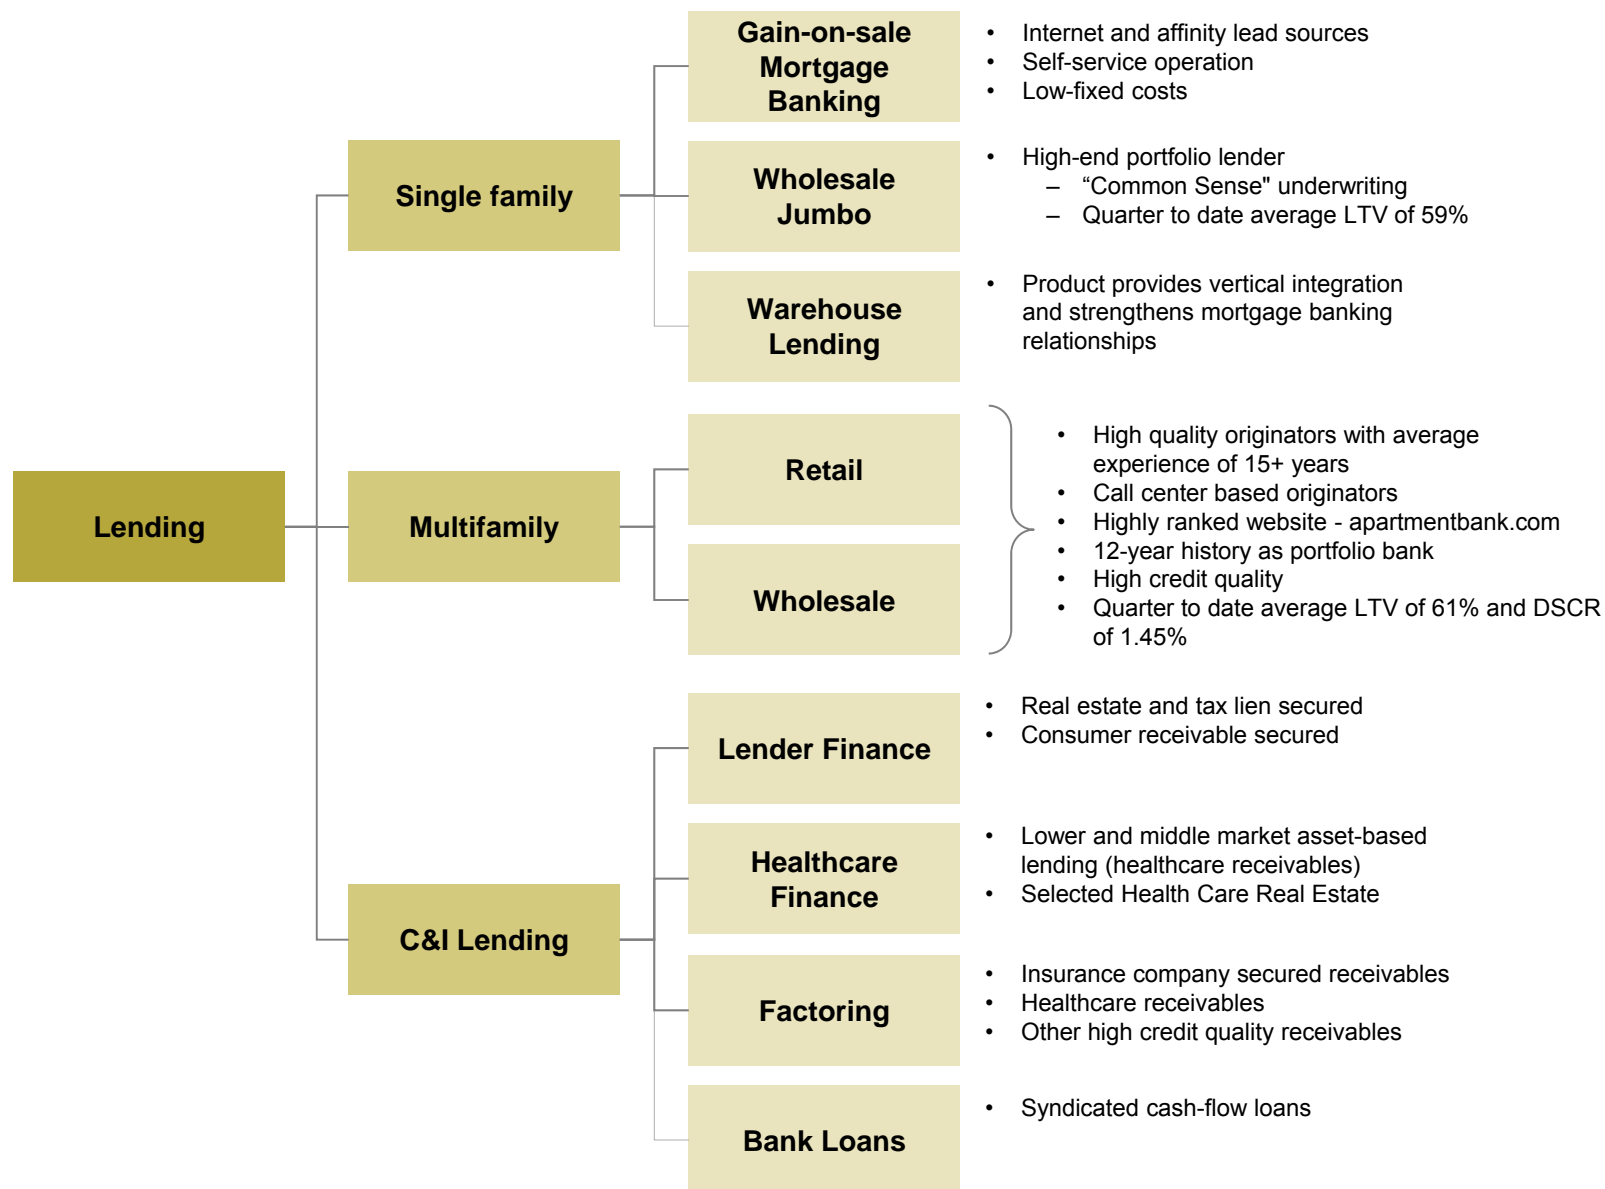 Gain-on-sale
Mortgage
Banking
• Internet and affinity lead sources
• Self-service operation
• Low-fixed costs
Single family
Wholesale
Jumbo
• High-end portfolio lender
– “Common Sense" underwriting
– Quarter to date average LTV of 59%
Warehouse
Lending
• Product provides vertical integration
and strengthens mortgage banking
relationships
Lending
Multifamily
Retail
Wholesale
• High quality originators with average
experience of 15+ years
• Call center based originators
• Highly ranked website - apartmentbank.com
• 12-year history as portfolio bank
• High credit quality
• Quarter to date average LTV of 61% and DSCR
of 1.45%
C&I Lending
Lender Finance
• Real estate and tax lien secured
• Consumer receivable secured
Healthcare
Finance
• Lower and middle market asset-based
lending (healthcare receivables)
• Selected Health Care Real Estate
Factoring
• Insurance company secured receivables
• Healthcare receivables
• Other high credit quality receivables
Bank Loans
• Syndicated cash-flow loans